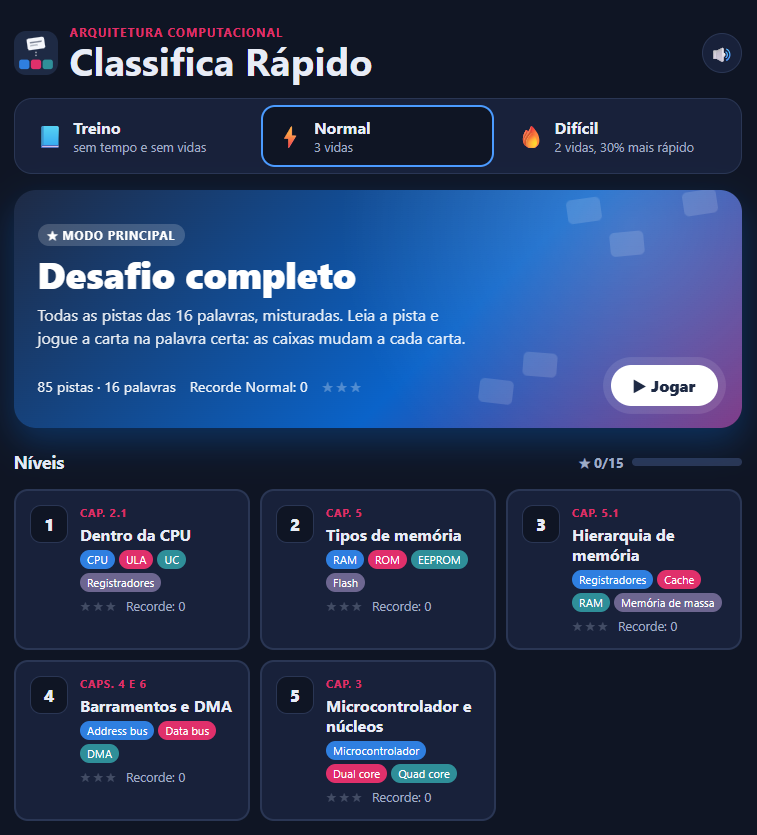 ARQUITETURA COMPUTACIONAL
Classifica Rápido
Treino
sem tempo e sem vidas
Normal
3 vidas
Difícil
2 vidas, 30% mais rápido
★ MODO PRINCIPAL
Desafio completo
Todas as pistas das 16 palavras, misturadas. Leia a pista e
jogue a carta na palavra certa: as caixas mudam a cada carta.
85 pistas · 16 palavras Recorde Normal: 0 ★★★
▶ Jogar
Níveis
★ 0/15
1
CAP. 2.1
Dentro da CPU
CPU ULA UC
Registradores
★★★ Recorde: 0
2
CAP. 5
Tipos de memória
RAM ROM EEPROM
Flash
★★★ Recorde: 0
3
CAP. 5.1
Hierarquia de
memória
Registradores Cache
RAM Memória de massa
★★★ Recorde: 0
4
CAPS. 4 E 6
Barramentos e DMA
Address bus Data bus
DMA
★★★ Recorde: 0
5
CAP. 3
Microcontrolador e
núcleos
Microcontrolador
Dual core Quad core
★★★ Recorde: 0